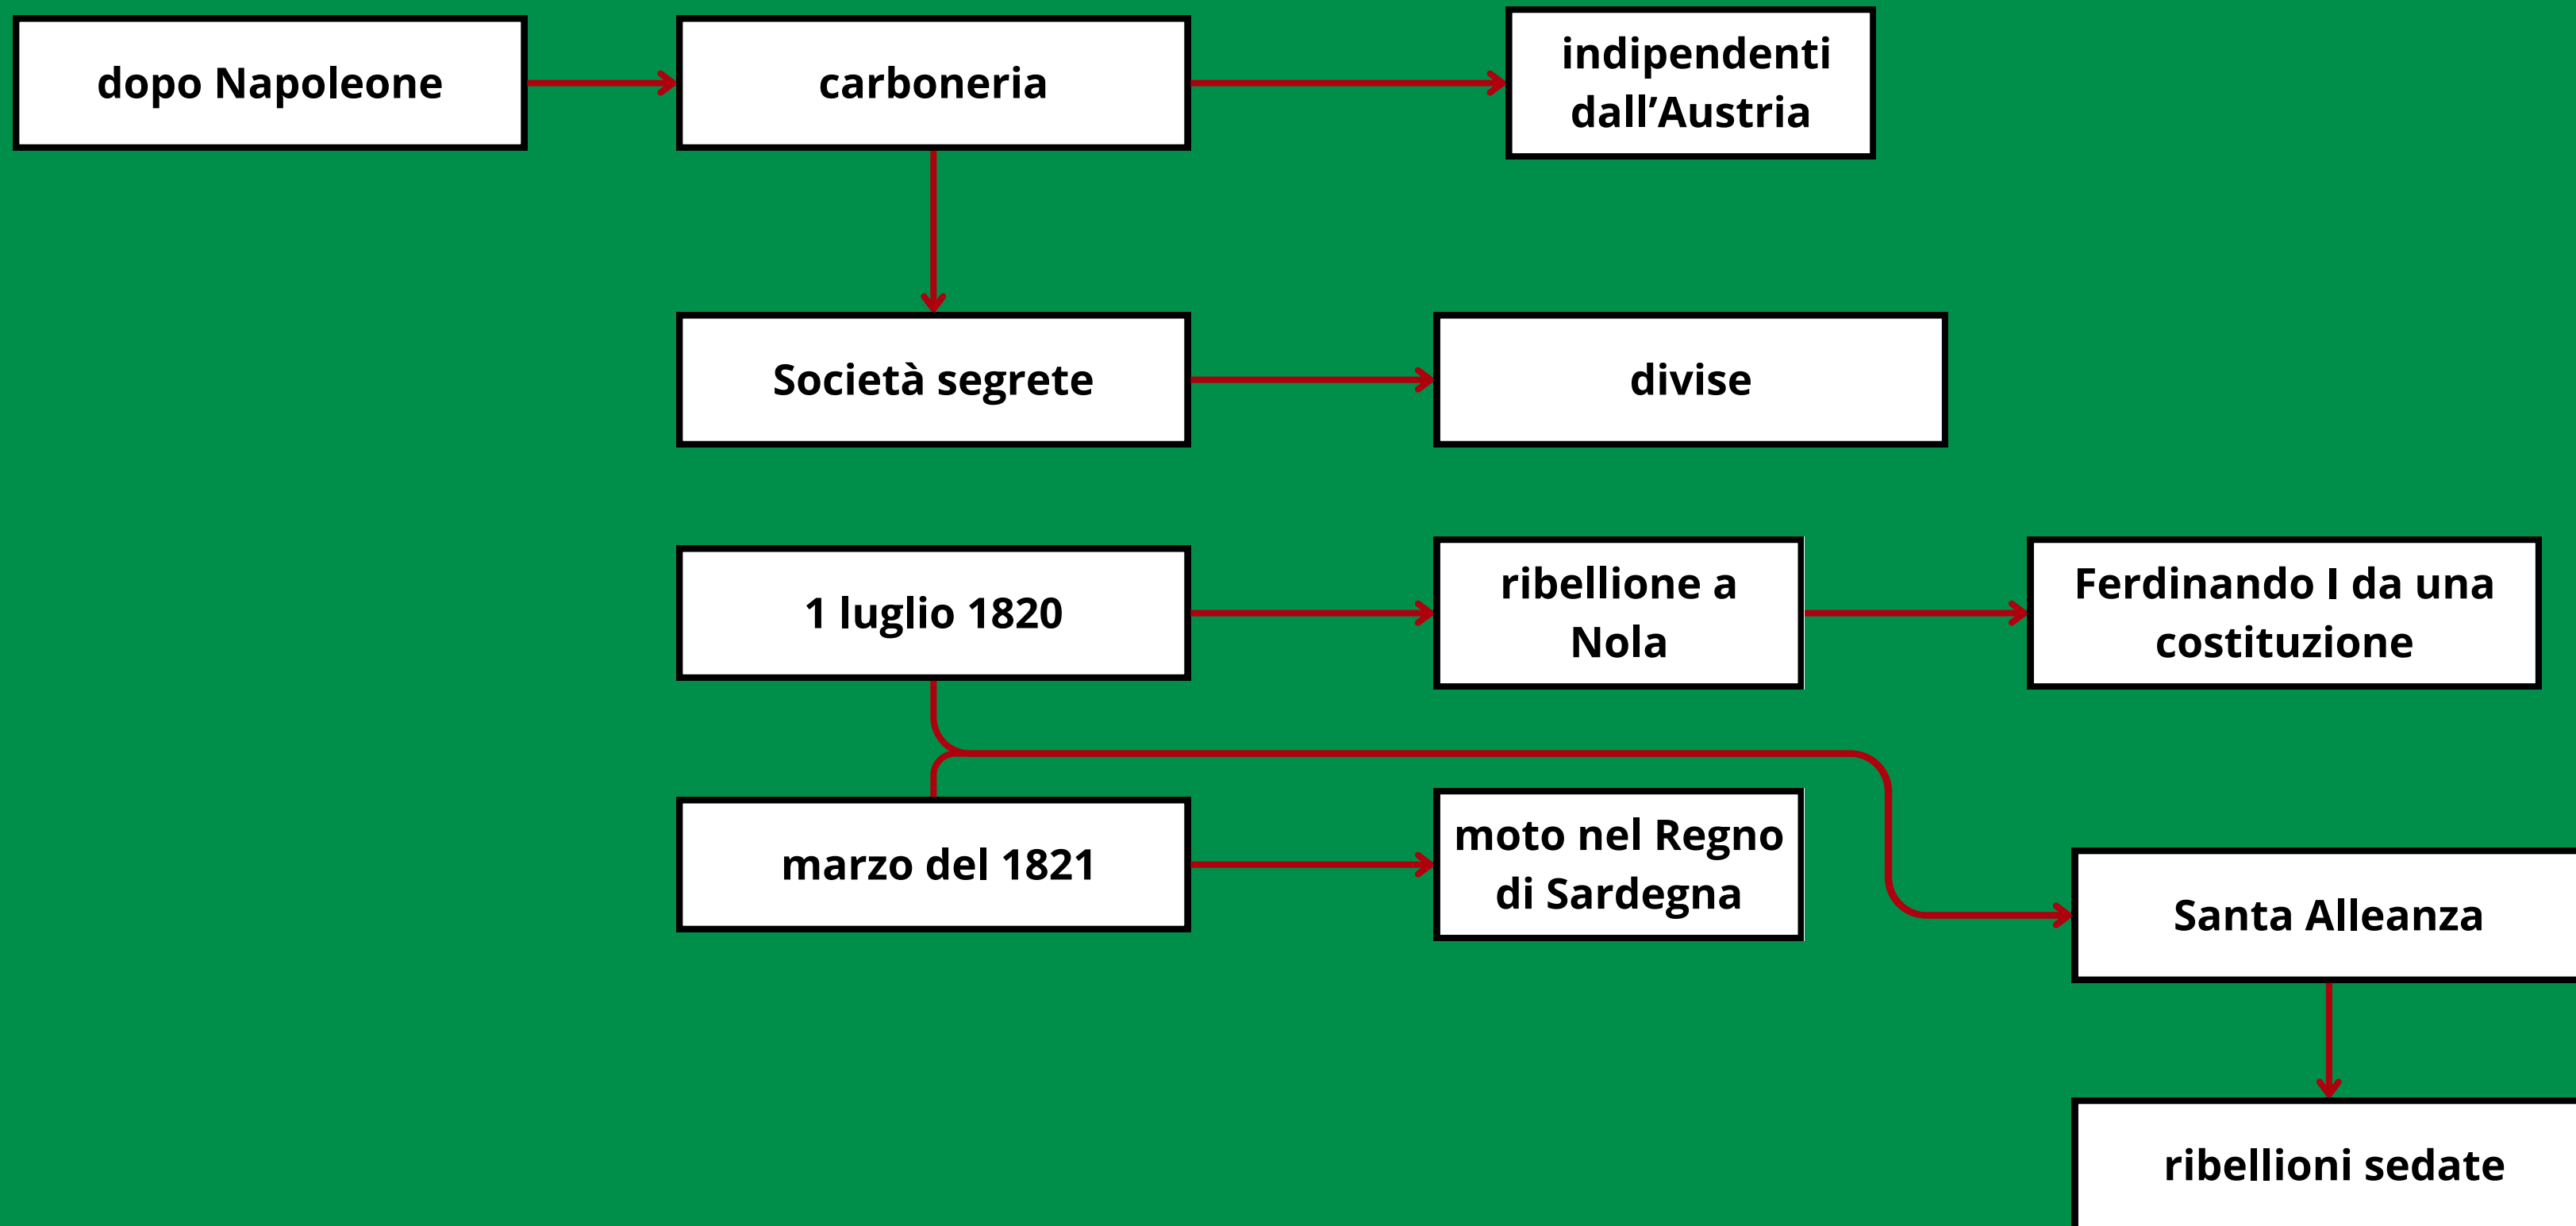 dopo Napoleone
carboneria
indipendenti
dall’Austria
Società segrete
divise
1 luglio 1820
ribellione a
Nola
Ferdinando I da una
costituzione
marzo del 1821
moto nel Regno
di Sardegna
Santa Alleanza
ribellioni sedate